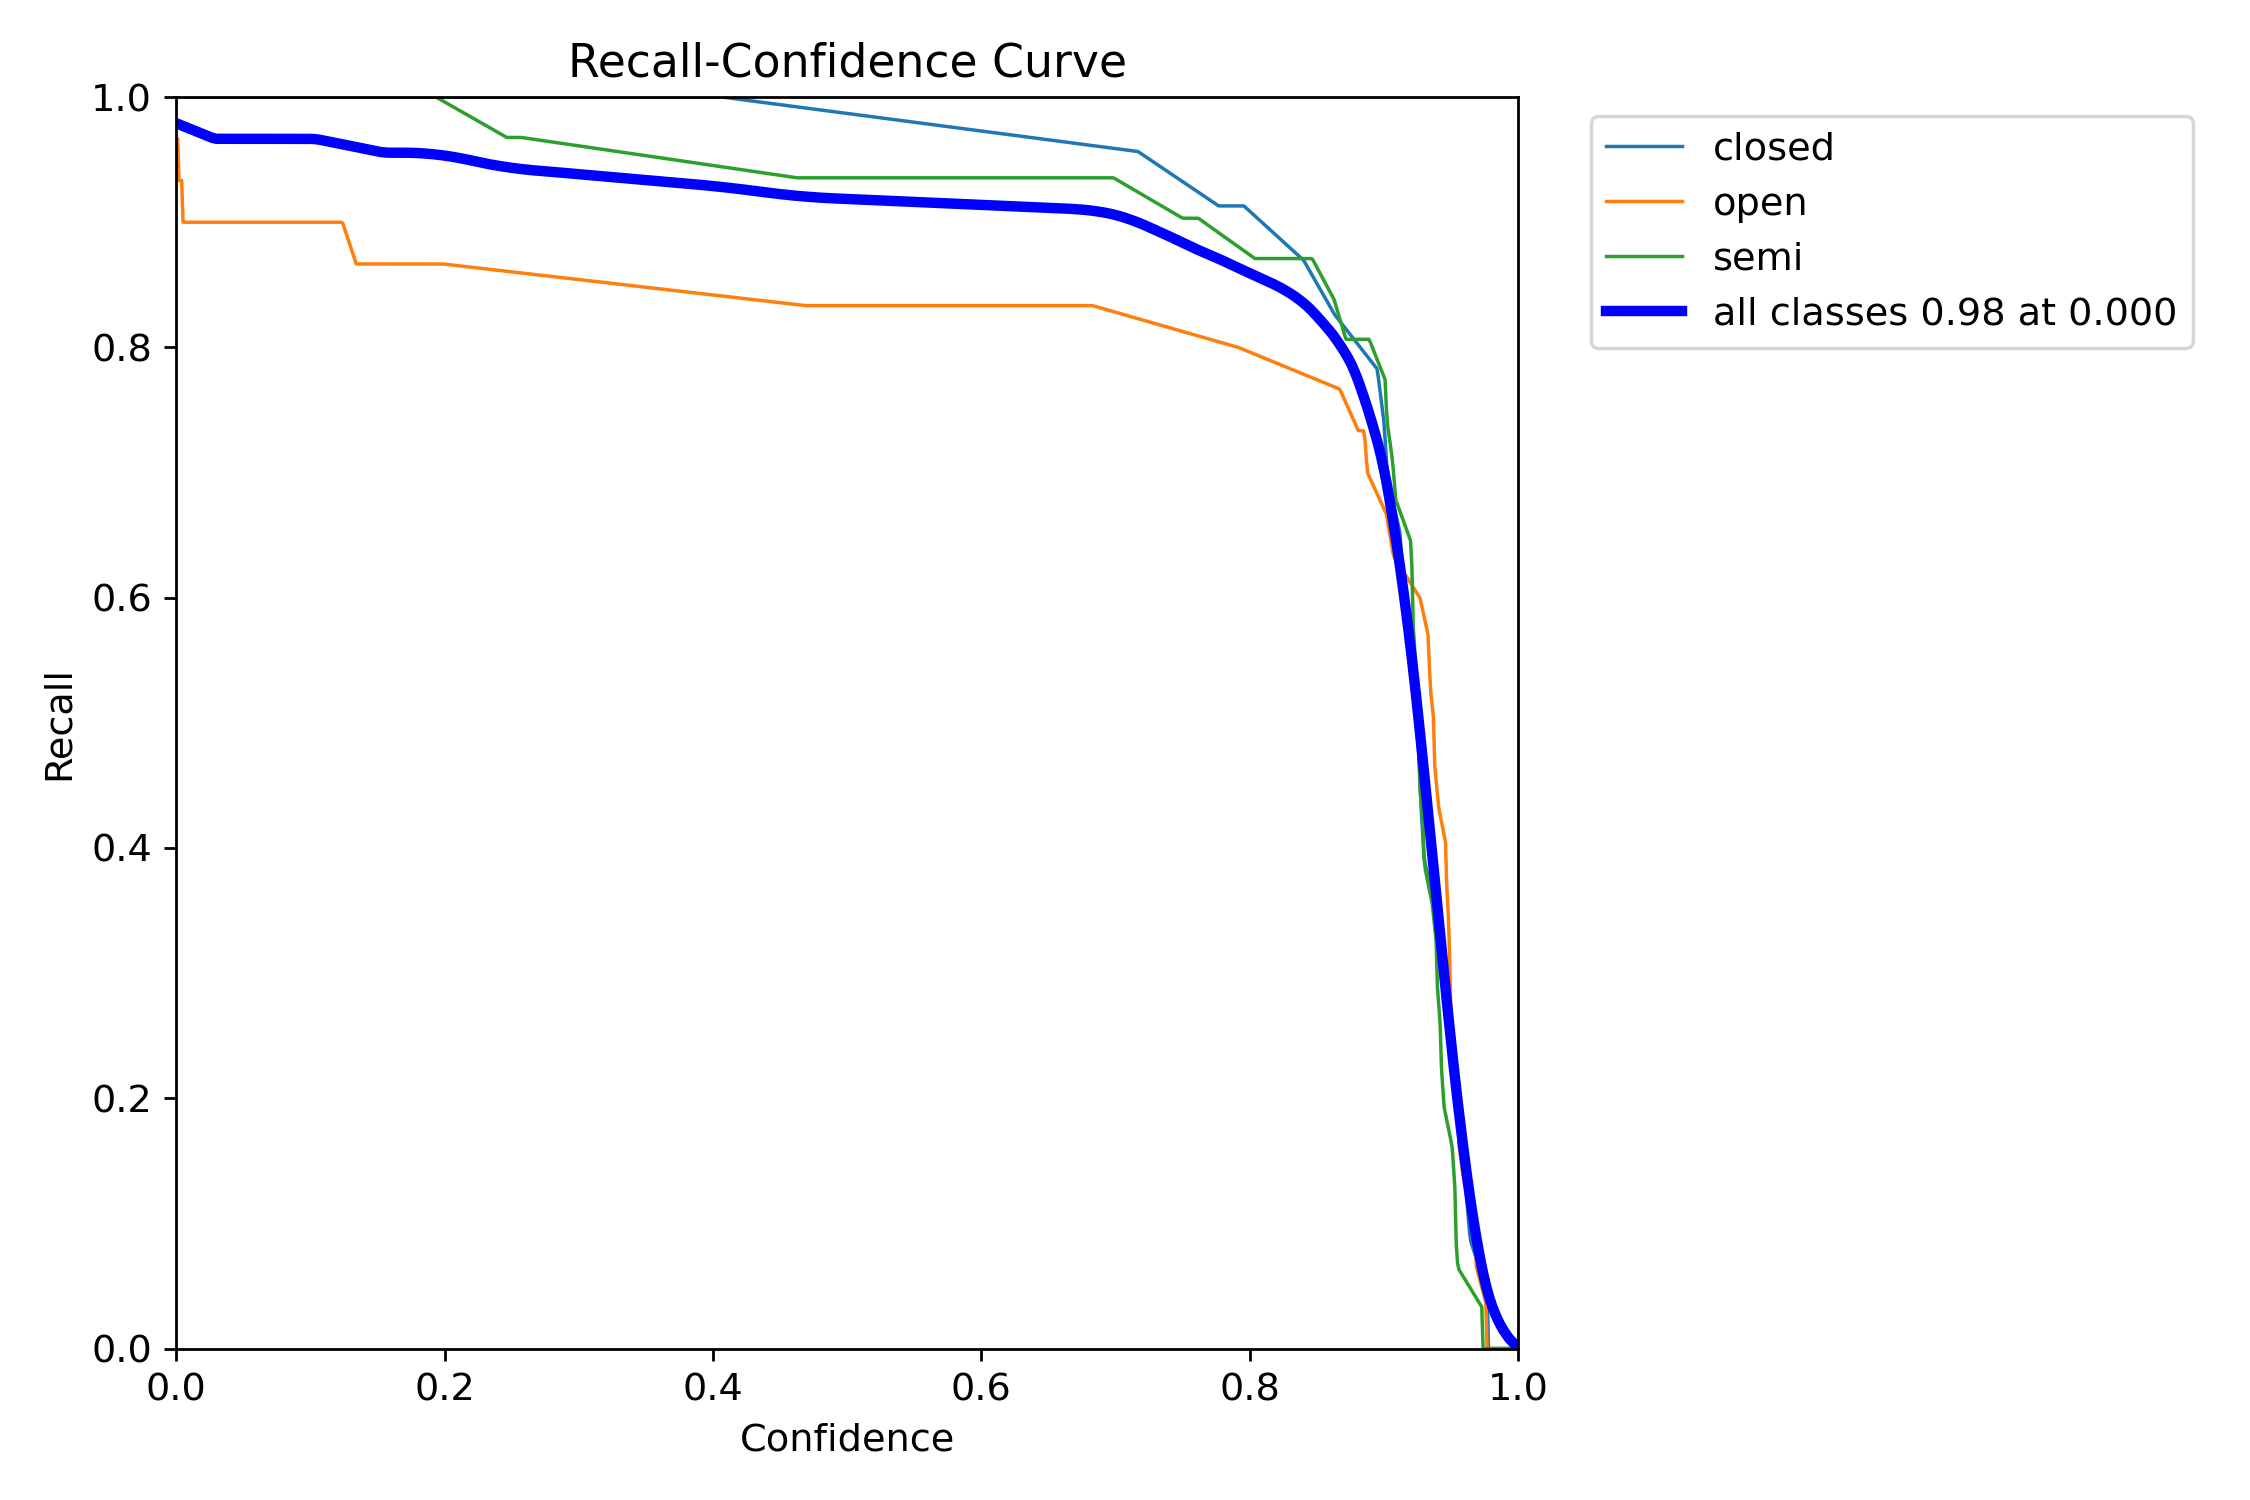 Recall-Confidence Curve
1.0
0.8
0.6
0.4
0.2
0.0
Recall
0.0 0.2 0.4 0.6 0.8 1.0
Confidence
closed
open
semi
all classes 0.98 at 0.000